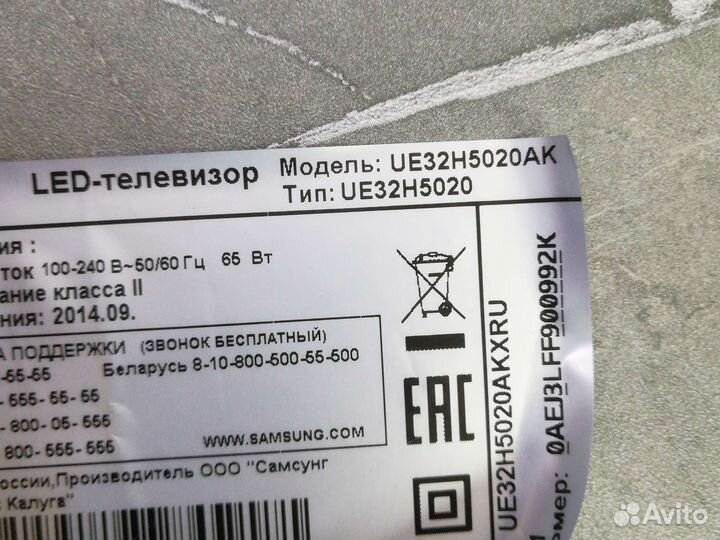 LED-телевизор
Модель: UE32H5020AK
Тип: UE32H5020
ия :
ток 100-240 В~50/60 Гц 65 Вт
ание класса II
ния: 2014.09.
А ПОДДЕРЖКИ (ЗВОНОК БЕСПЛАТНЫЙ)
-55-55 Беларусь 8-10-800-500-55-500
- 555 - 55 - 55
- 800 - 05 - 555
- 800- 555- 555
WWW.SAMSUNG.COM
оссии,Производитель ООО "Самсунг
Калуга"
EAC
UE32H5020AKXRU
мер: 0AEJ3LFF900992K
Avito